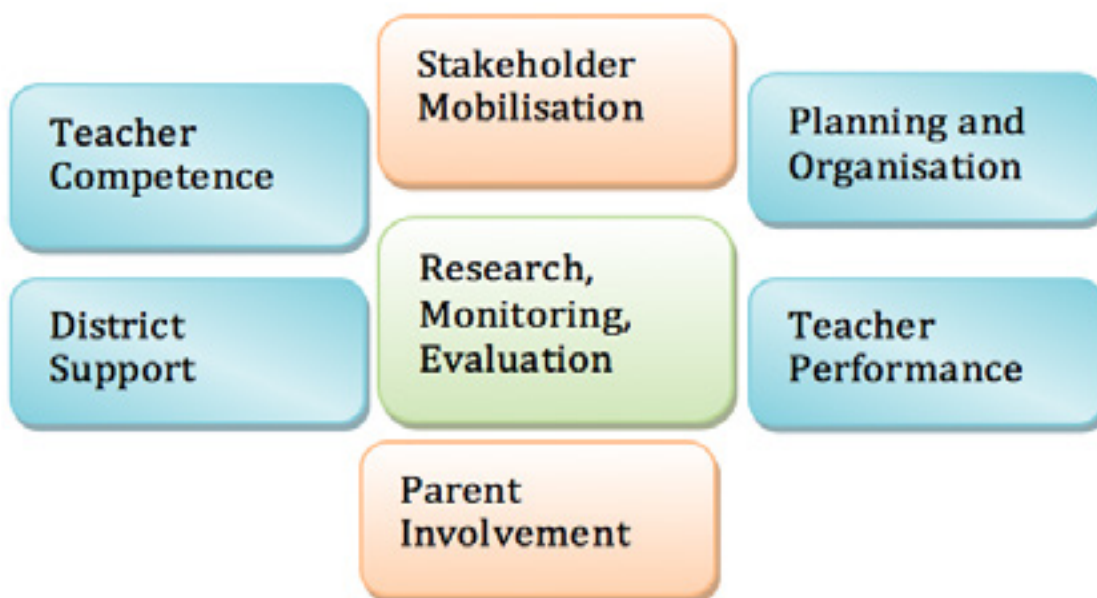 Stakeholder
Mobilisation
Teacher
Competence
Planning and
Organisation
Research,
Monitoring,
Evaluation
District
Support
Teacher
Performance
Parent
Involvement